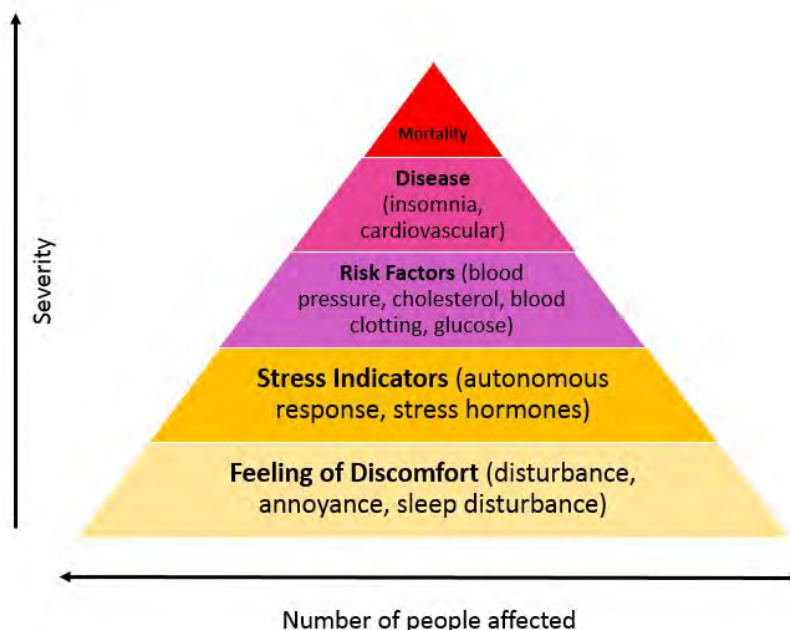 Mortality
Disease
(insomnia,
cardiovascular)
Risk Factors (blood
pressure, cholesterol, blood
clotting, glucose)
Stress Indicators (autonomous
response, stress hormones)
Feeling of Discomfort (disturbance,
annoyance, sleep disturbance)
Severity
Number of people affected